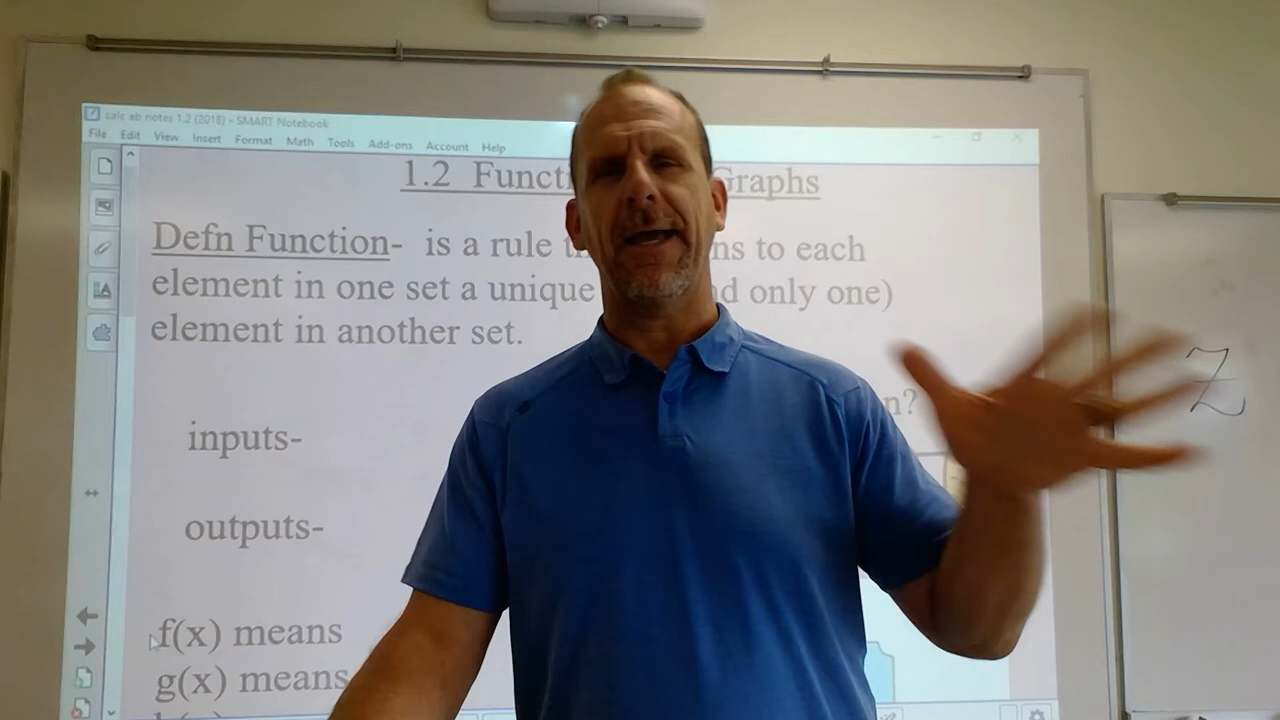 calc ab notes 1.2 (2018) - SMART Notebook
File Edit View Insert Format Math Tools Add-ons Account Help
1.2 Functi Graphs
Defn Function- is a rule th ns to each
element in one set a unique nd only one)
element in another set.
n?
inputs-
outputs-
f(x) means
g(x) means
Z